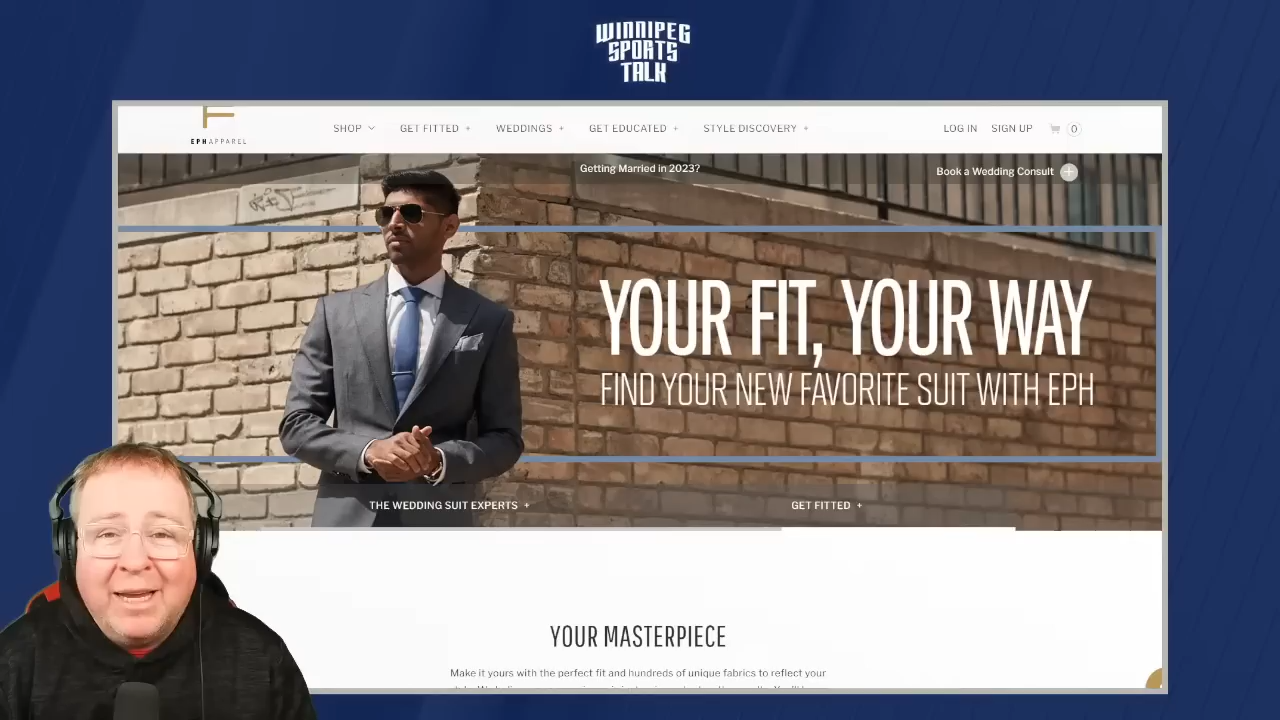 WINNIPEG
SPORTS
TALK
EPHAPPAREL
SHOP
GET FITTED +
WEDDINGS +
GET EDUCATED +
STYLE DISCOVERY +
LOG IN
SIGN UP
0
Getting Married in 2023?
Book a Wedding Consult +
YOUR FIT, YOUR WAY
FIND YOUR NEW FAVORITE SUIT WITH EPH
THE WEDDING SUIT EXPERTS +
GET FITTED +
YOUR MASTERPIECE
Make it yours with the perfect fit and hundreds of unique fabrics to reflect your